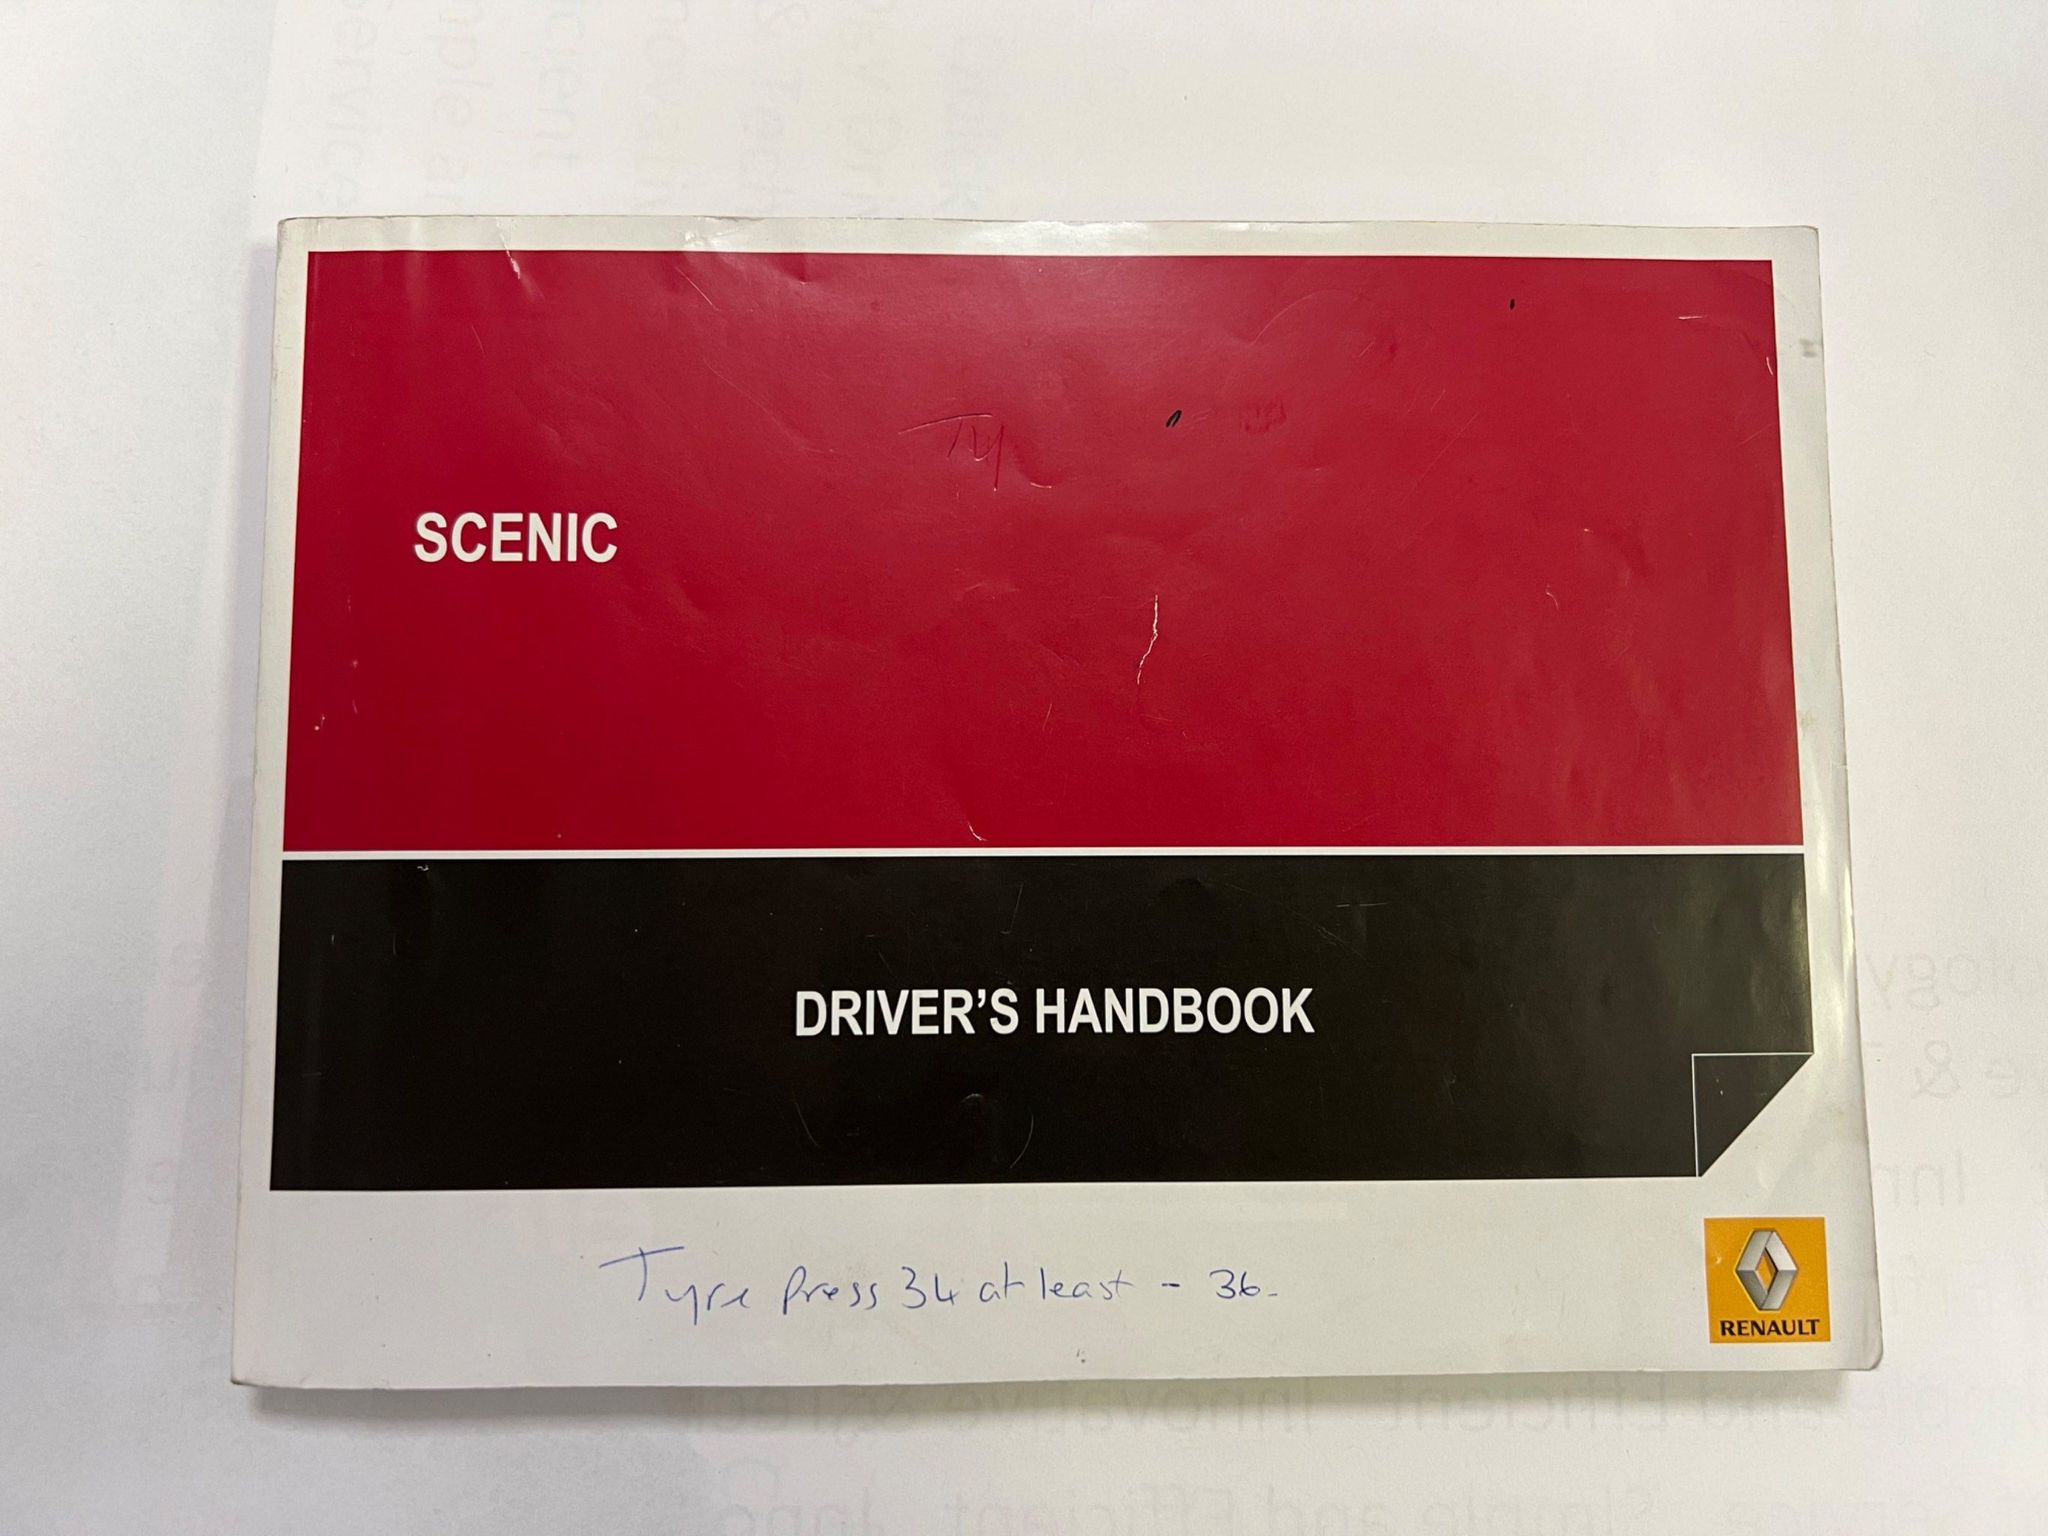 SCENIC
DRIVER’S HANDBOOK
Tyre press 34 at least - 36-
RENAULT